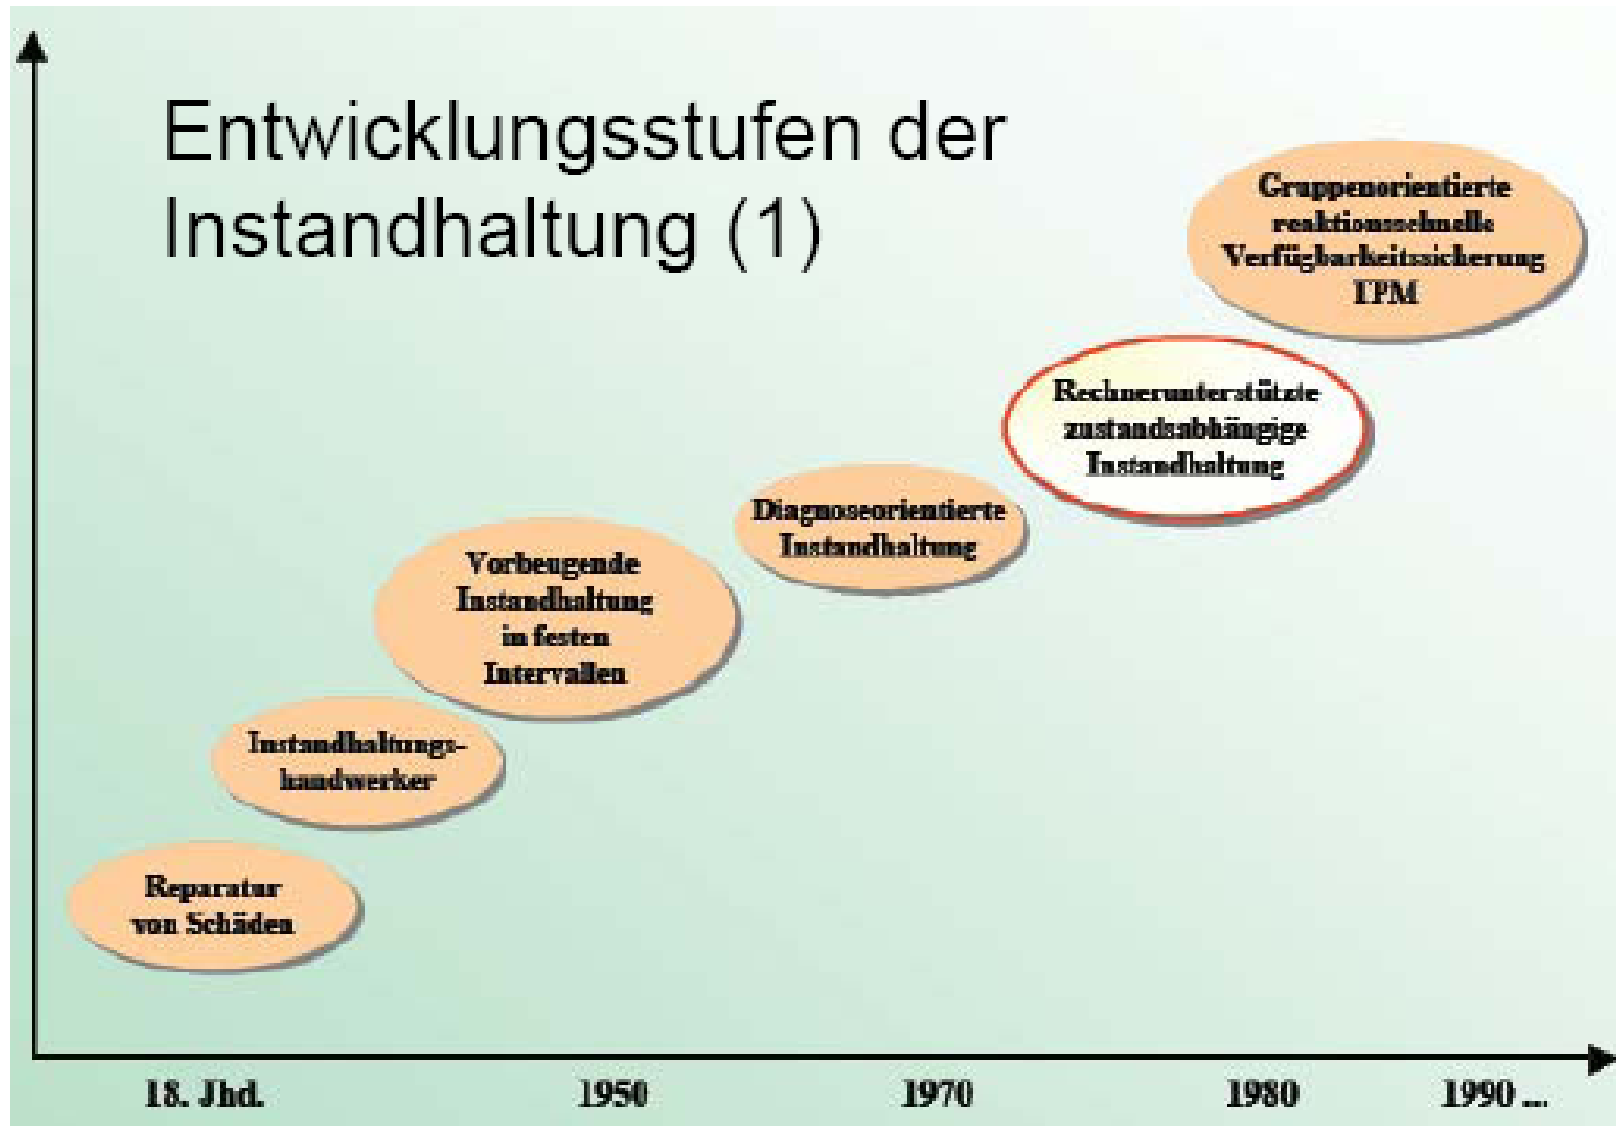 Entwicklungsstufen der
Instandhaltung (1)
Gruppenorientierte
reaktionsschnelle
Verfügbarkeitssicherung
TPM
Rechnerunterstützte
zustandsabhängige
Instandhaltung
Diagnoseorientierte
Instandhaltung
Vorbeugende
Instandhaltung
in festen
Intervallen
Instandhaltungs-
handwerker
Reparatur
von Schäden
18. Jhd.
1950
1970
1980
1990 ...